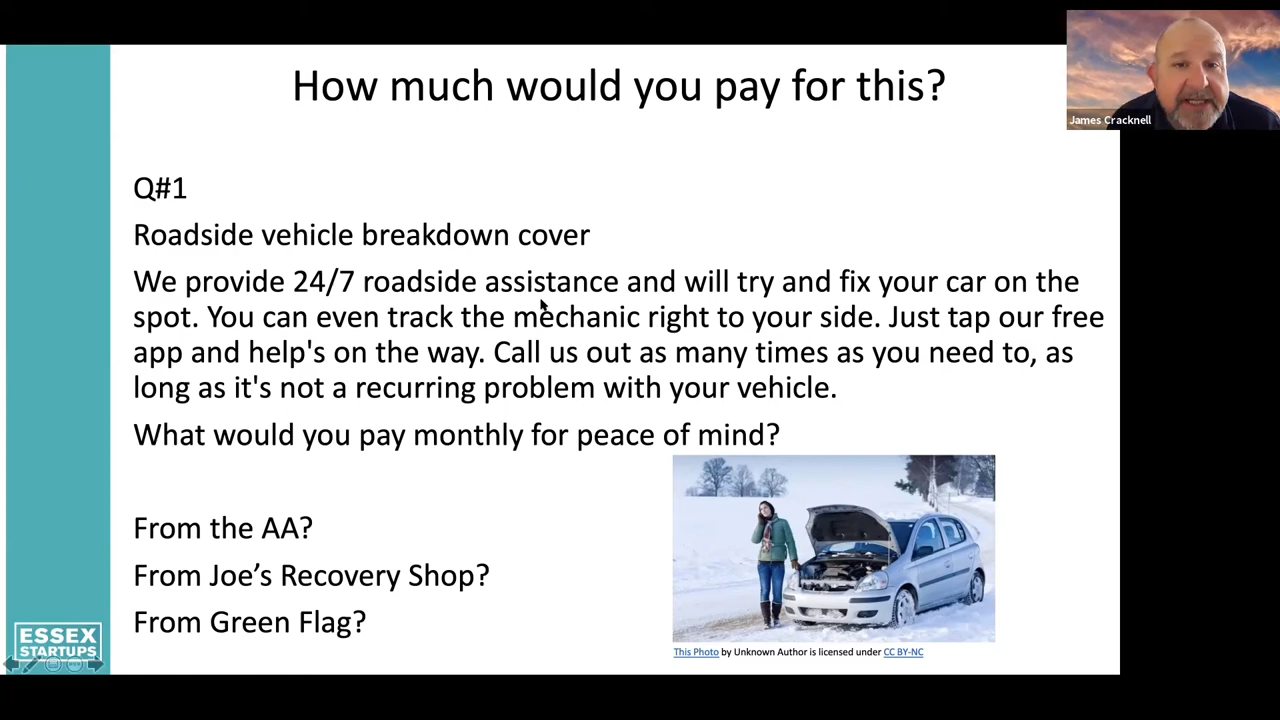 How much would you pay for this?
James Cracknell
Q#1
Roadside vehicle breakdown cover
We provide 24/7 roadside assistance and will try and fix your car on the
spot. You can even track the mechanic right to your side. Just tap our free
app and help's on the way. Call us out as many times as you need to, as
long as it's not a recurring problem with your vehicle.
What would you pay monthly for peace of mind?
From the AA?
From Joe’s Recovery Shop?
From Green Flag?
ESSEX
STARTUPS
This Photo by Unknown Author is licensed under CC BY-NC